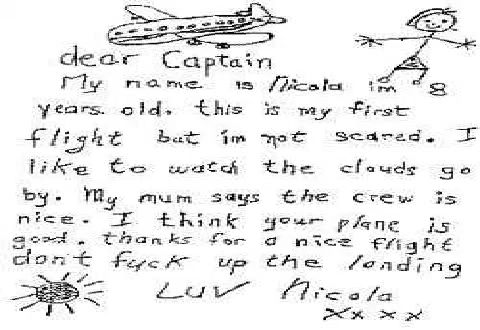 dear Captain
My name is Nicola im 8
years old. this is my first
flight but im not scared. I
like to watch the clouds go
by. My mum says the crew is
nice. I think your plane is
good. thanks for a nice flight
don't fuck up the landing
LUV Nicola
xxxx